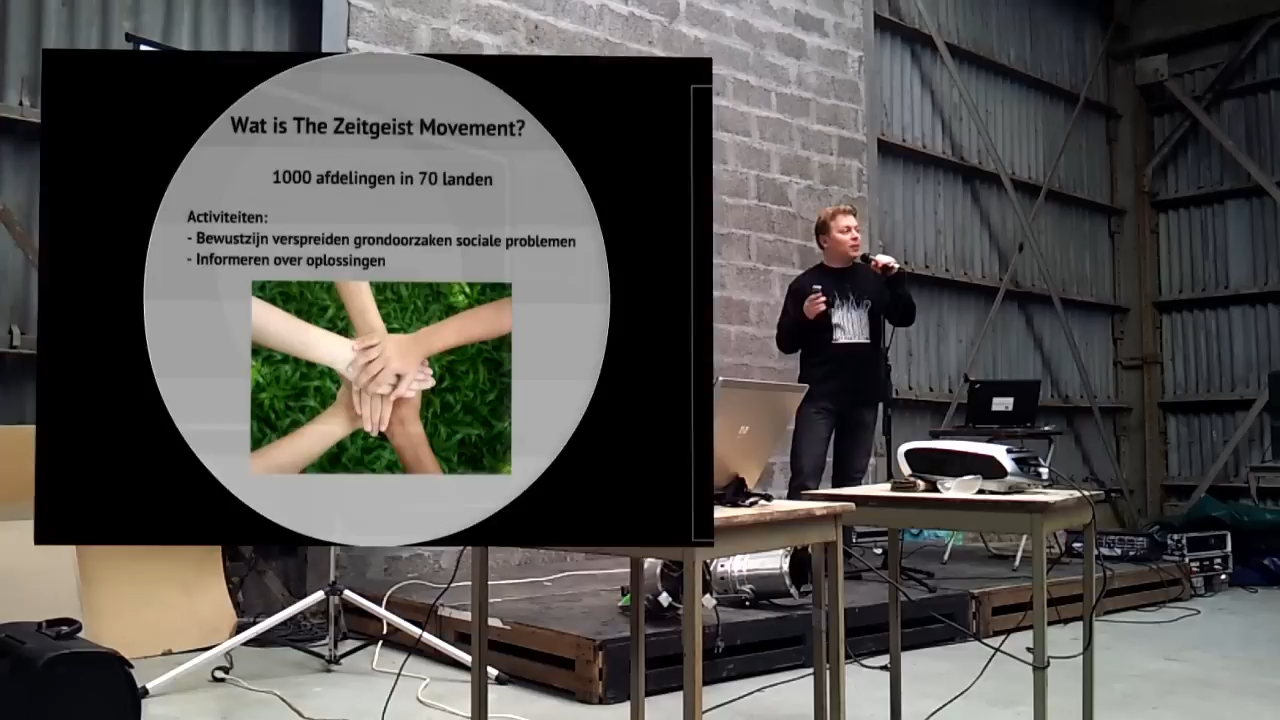 Wat is The Zeitgeist Movement?
1000 afdelingen in 70 landen
Activiteiten:
- Bewustzijn verspreiden grondoorzaken sociale problemen
- Informeren over oplossingen